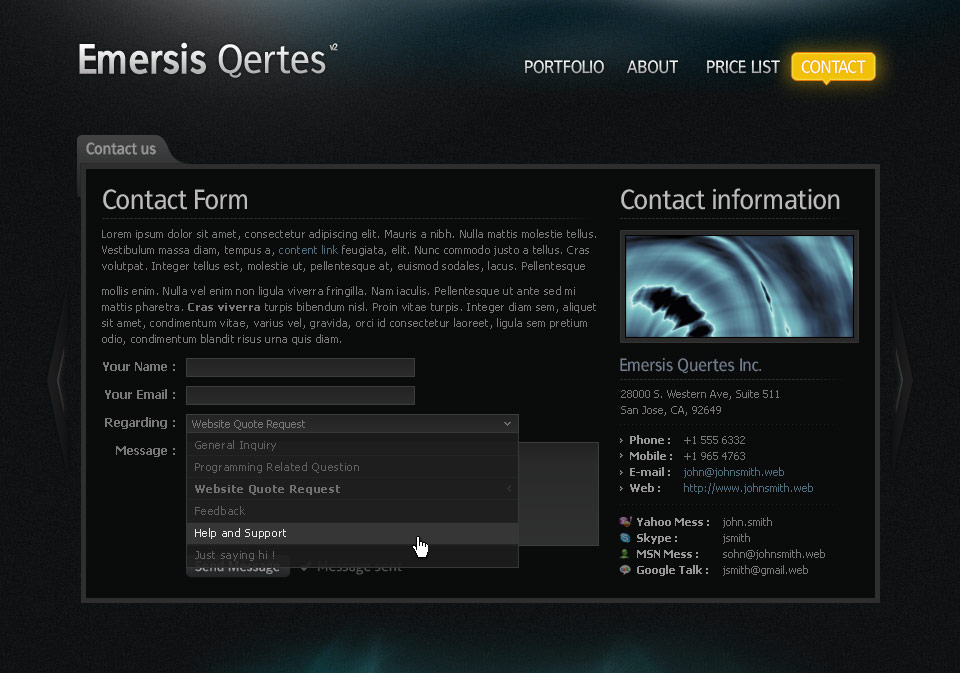 Emersis Qertes v2
PORTFOLIO ABOUT PRICE LIST CONTACT
Contact us
Contact Form
Lorem ipsum dolor sit amet, consectetur adipiscing elit. Mauris a nibh. Nulla mattis molestie tellus.
Vestibulum massa diam, tempus a, content link feugiata, elit. Nunc commodo justo a tellus. Cras
volutpat. Integer tellus est, molestie ut, pellentesque at, euismod sodales, lacus. Pellentesque
mollis enim. Nulla vel enim non ligula viverra fringilla. Nam iaculis. Pellentesque ut ante sed mi
mattis pharetra. Cras viverra turpis bibendum nisl. Proin vitae turpis. Integer diam sem, aliquet
sit amet, condimentum vitae, varius vel, gravida, orci id consectetur laoreet, ligula sem pretium
odio, condimentum blandit risus urna quis diam.
Your Name :
Your Email :
Regarding : Website Quote Request
Message :
General Inquiry
Programming Related Question
Website Quote Request
Feedback
Help and Support
Just saying hi !
Send Message Message sent
Contact information
Emersis Quertes Inc.
28000 S. Western Ave, Suite 511
San Jose, CA, 92649
Phone : +1 555 6332
Mobile : +1 965 4763
E-mail : john@johnsmith.web
Web : http://www.johnsmith.web
Yahoo Mess : john.smith
Skype : jsmith
MSN Mess : sohn@johnsmith.web
Google Talk : jsmith@gmail.web